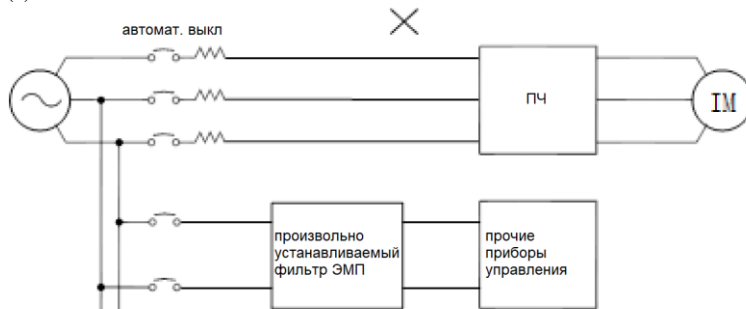 автомат. выкл
ПЧ
IM
произвольно
устанавливаемый
фильтр ЭМП
прочие
приборы
управления